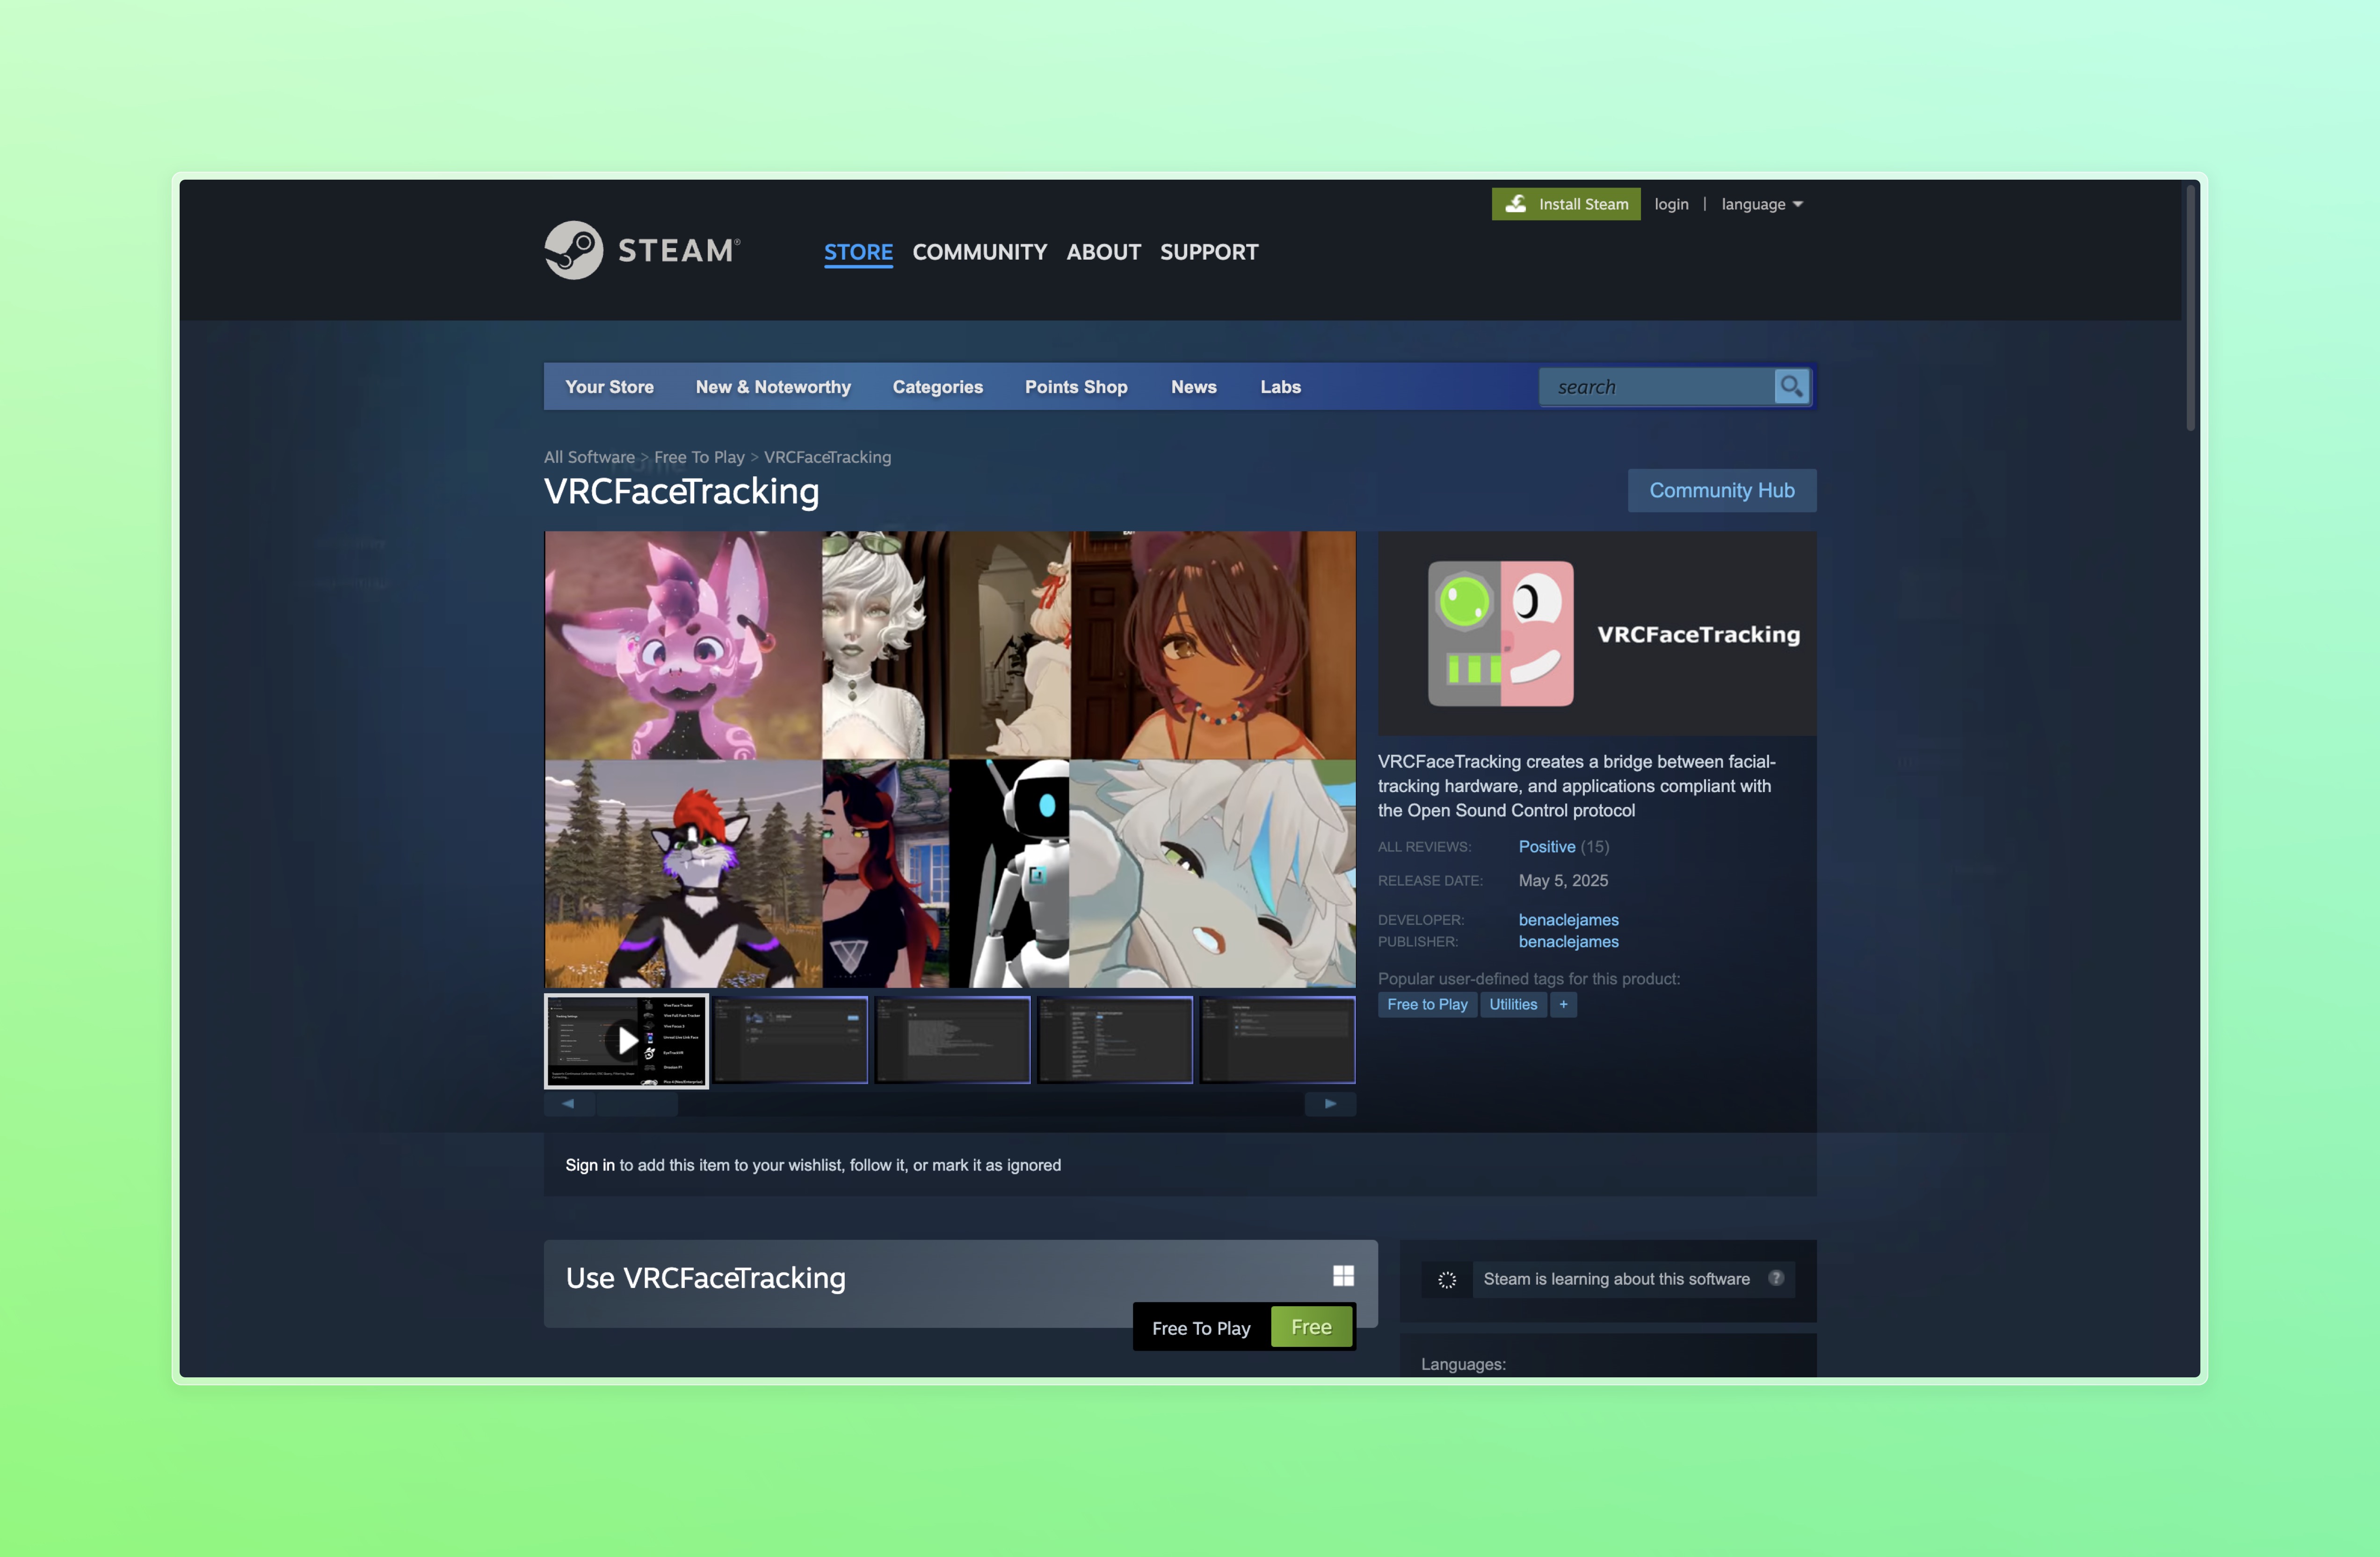 Install Steam
login | language
STEAM®
STORE COMMUNITY ABOUT SUPPORT
Your Store New & Noteworthy Categories Points Shop News Labs
search
All Software > Free To Play > VRCFaceTracking
VRCFaceTracking
Community Hub
VRCFaceTracking
VRCFaceTracking creates a bridge between facial-
tracking hardware, and applications compliant with
the Open Sound Control protocol
ALL REVIEWS: Positive (15)
RELEASE DATE: May 5, 2025
DEVELOPER: benaclejames
PUBLISHER: benaclejames
Popular user-defined tags for this product:
Free to Play Utilities +
Sign in to add this item to your wishlist, follow it, or mark it as ignored
Use VRCFaceTracking
Free To Play Free
Steam is learning about this software ?
Languages: